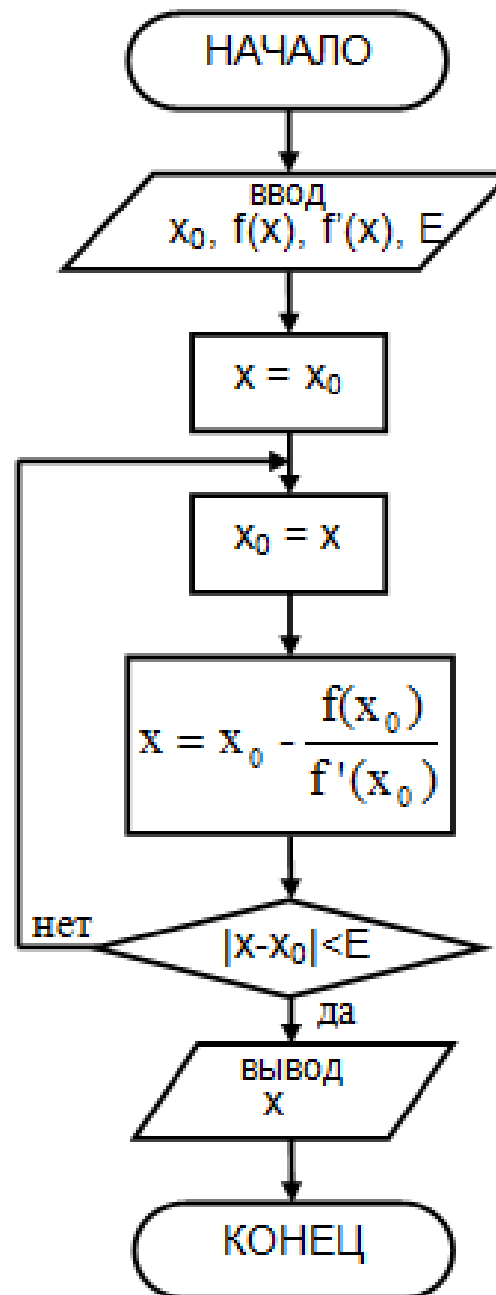 НАЧАЛО
ввод
x₀, f(x), f'(x), E
x = x₀
x₀ = x
x = x₀ - f(x₀) / f'(x₀)
нет
|x-x₀|<E
да
вывод
x
КОНЕЦ